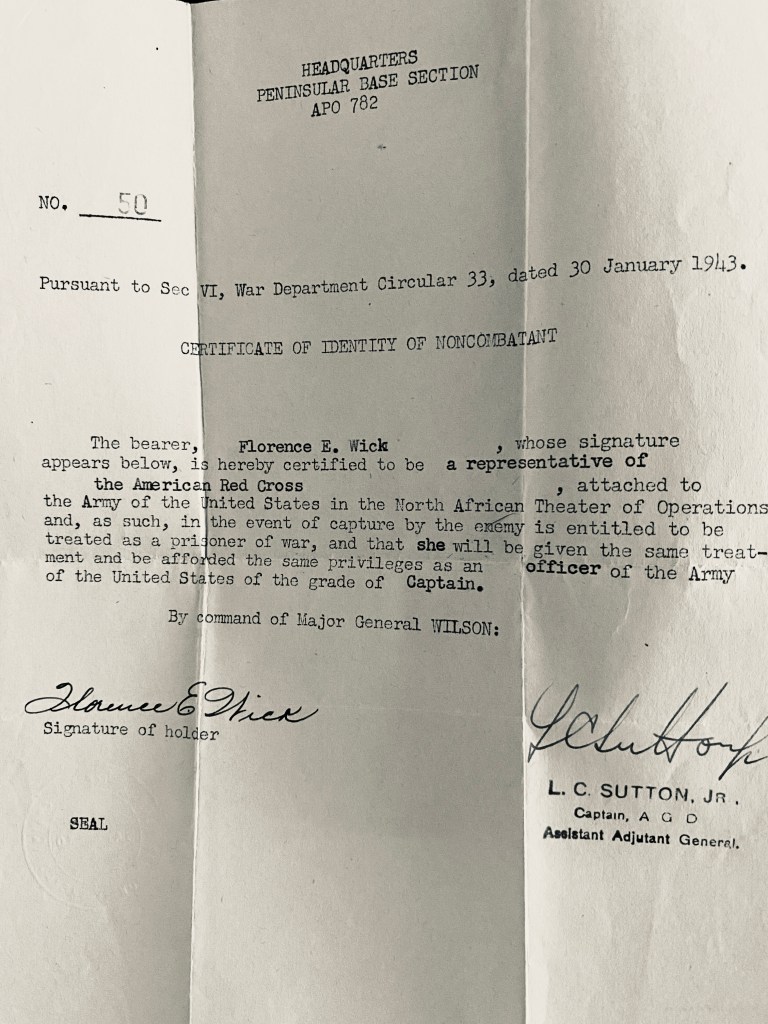 HEADQUARTERS
PENINSULAR BASE SECTION
APO 782
NO. 50
Pursuant to Sec VI, War Department Circular 33, dated 30 January 1943.
CERTIFICATE OF IDENTITY OF NONCOMBATANT
The bearer, Florence E. Wick , whose signature
appears below, is hereby certified to be a representative of
the American Red Cross , attached to
the Army of the United States in the North African Theater of Operations
and, as such, in the event of capture by the enemy is entitled to be
treated as a prisoner of war, and that she will be given the same treat-
ment and be afforded the same privileges as an officer of the Army
of the United States of the grade of Captain.
By command of Major General WILSON:
Florence E Wick
Signature of holder
L C Sutton Jr
L. C. SUTTON, JR.
Captain, A G D
Assistant Adjutant General.
SEAL